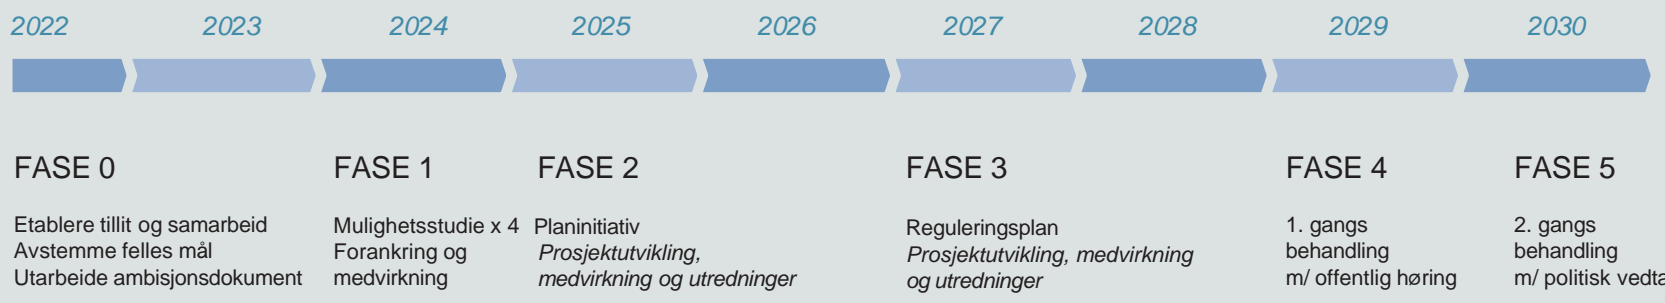 2022 2023 2024 2025 2026 2027 2028 2029 2030
FASE 0
Etablere tillit og samarbeid
Avstemme felles mål
Utarbeide ambisjonsdokument
FASE 1
Mulighetsstudie x 4
Forankring og
medvirkning
FASE 2
Planinitiativ
Prosjektutvikling,
medvirkning og utredninger
FASE 3
Reguleringsplan
Prosjektutvikling, medvirkning
og utredninger
FASE 4
1. gangs
behandling
m/ offentlig høring
FASE 5
2. gangs
behandling
m/ politisk